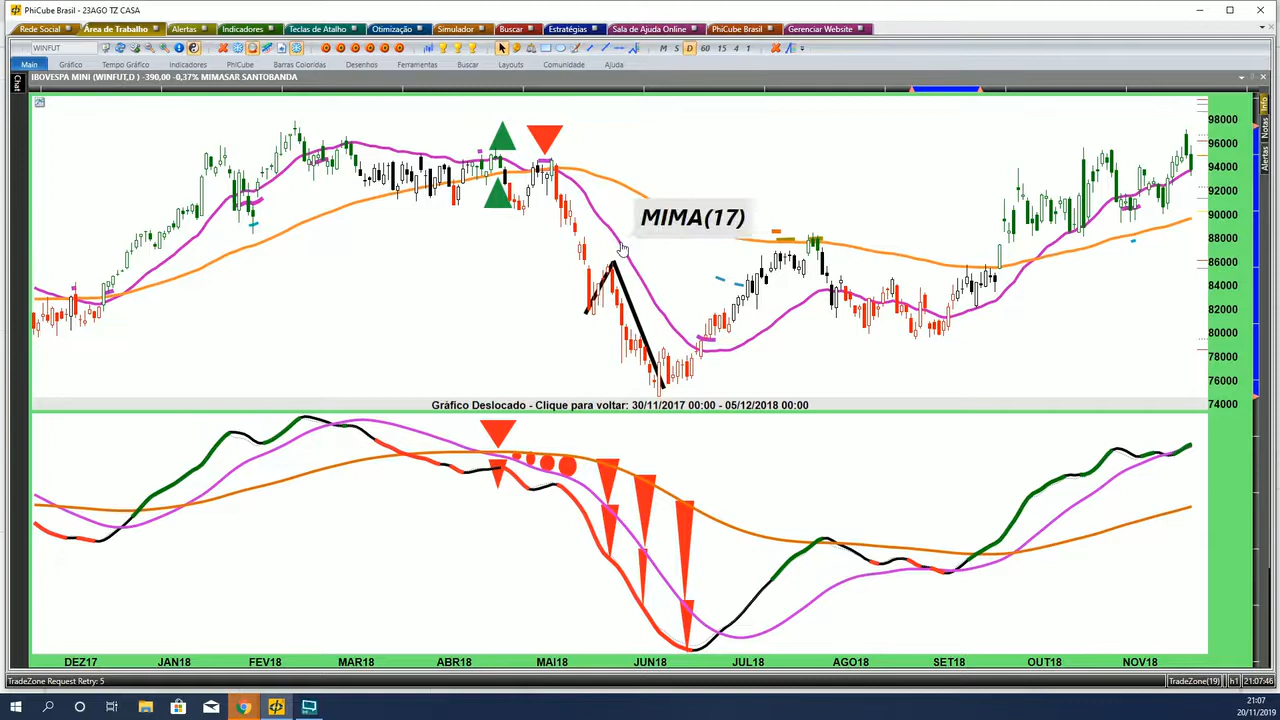 PhiCube Brasil - 23AGO TZ CASA
Rede Social Área de Trabalho Alertas Indicadores Teclas de Atalho Otimização Simulador Buscar Estratégias Sala de Ajuda Online PhiCube Brasil Gerenciar Website
WINFUT M S D 60 15 4 1
Main Gráfico Tempo Gráfico Indicadores PhiCube Barras Coloridas Desenhos Ferramentas Buscar Layouts Comunidade Ajuda
IBOVESPA MINI (WINFUT,D ) -390,00 -0,37% MIMASAR SANTOBANDA
Chat
Info
Notas
Alertas
98000
96000
94000
92000
90000
88000
86000
84000
82000
80000
78000
76000
74000
MIMA(17)
Gráfico Deslocado - Clique para voltar: 30/11/2017 00:00 - 05/12/2018 00:00
DEZ17 JAN18 FEV18 MAR18 ABR18 MAI18 JUN18 JUL18 AGO18 SET18 OUT18 NOV18
TradeZone Request Retry: 5 TradeZone(19) h1 21:07:46
21:07
20/11/2019